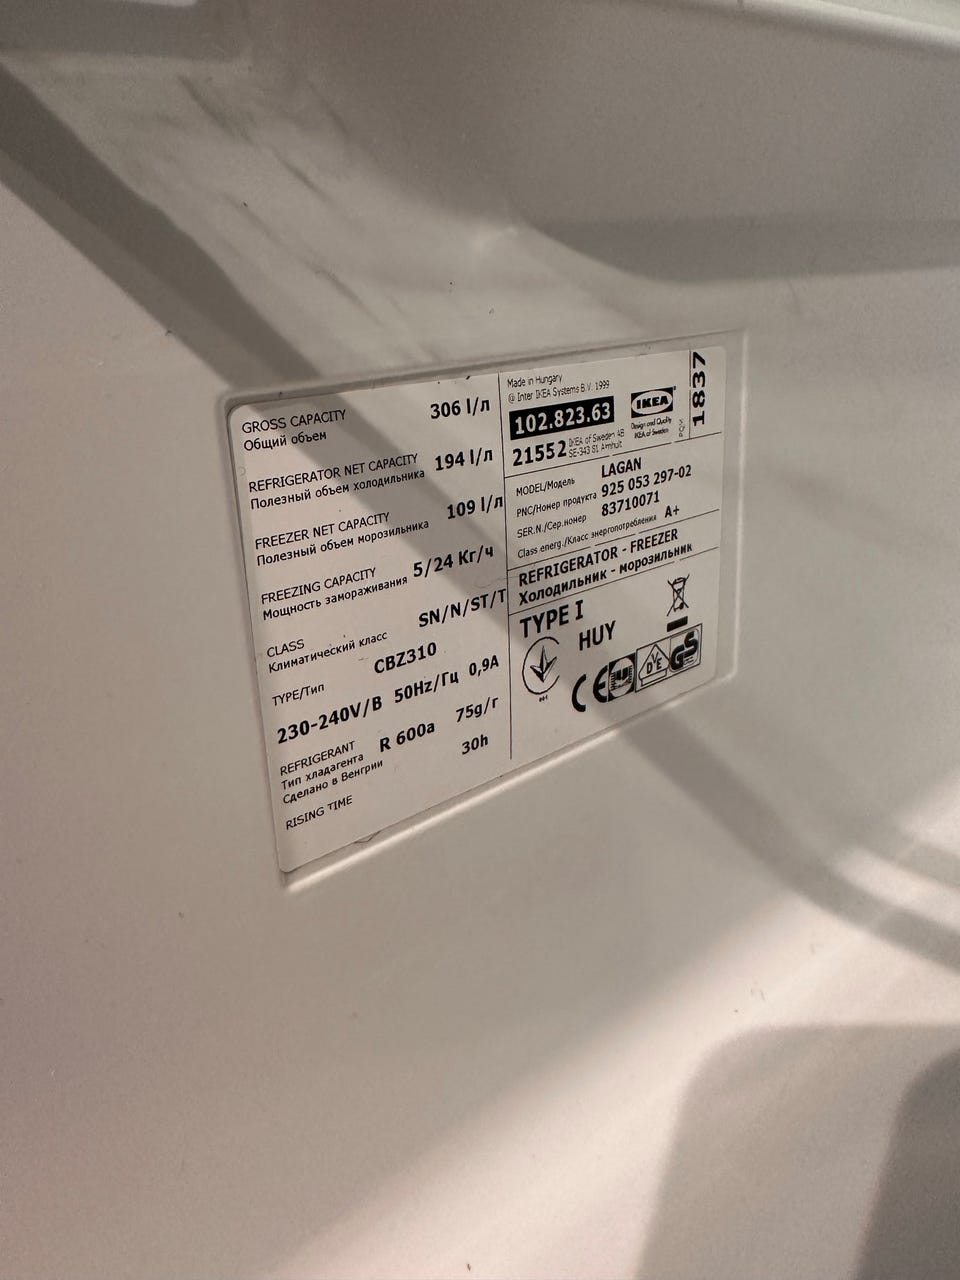 GROSS CAPACITY 306 l/л
Общий объем
REFRIGERATOR NET CAPACITY 194 l/л
Полезный объем холодильника
FREEZER NET CAPACITY 109 l/л
Полезный объем морозильника
FREEZING CAPACITY 5/24 Кг/ч
Мощность замораживания
CLASS SN/N/ST/T
Климатический класс
TYPE/Тип CBZ310
230-240V/В 50Hz/Гц 0,9A
REFRIGERANT R 600a 75g/г
Тип хладагента
Сделано в Венгрии
RISING TIME 30h
Made in Hungary
@ Inter IKEA Systems B.V. 1999
102.823.63
21552 IKEA of Sweden AB
SE-343 81 Älmhult
IKEA
Design and Quality
IKEA of Sweden
PQM 1837
MODEL/Модель LAGAN
PNC/Номер продукта 925 053 297-02
SER.N./Сер.номер 83710071
Class energ./Класс энергопотребления A+
REFRIGERATOR - FREEZER
Холодильник - морозильник
TYPE I
HUY
CE
VDE
GS